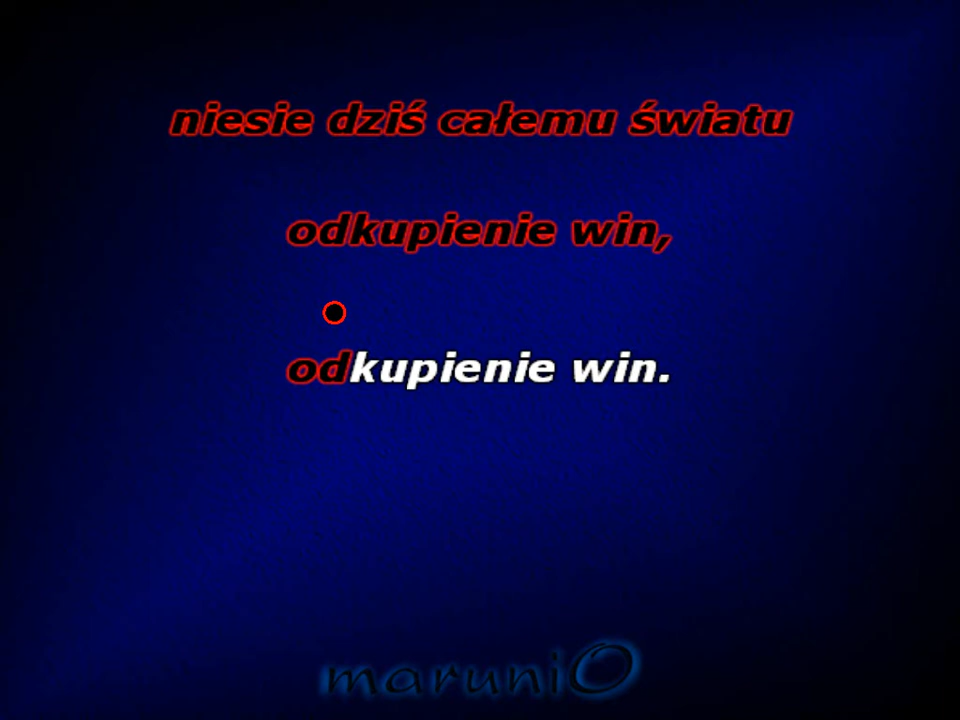 niesie dziś całemu światu
odkupienie win,
odkupienie win.
maruniO